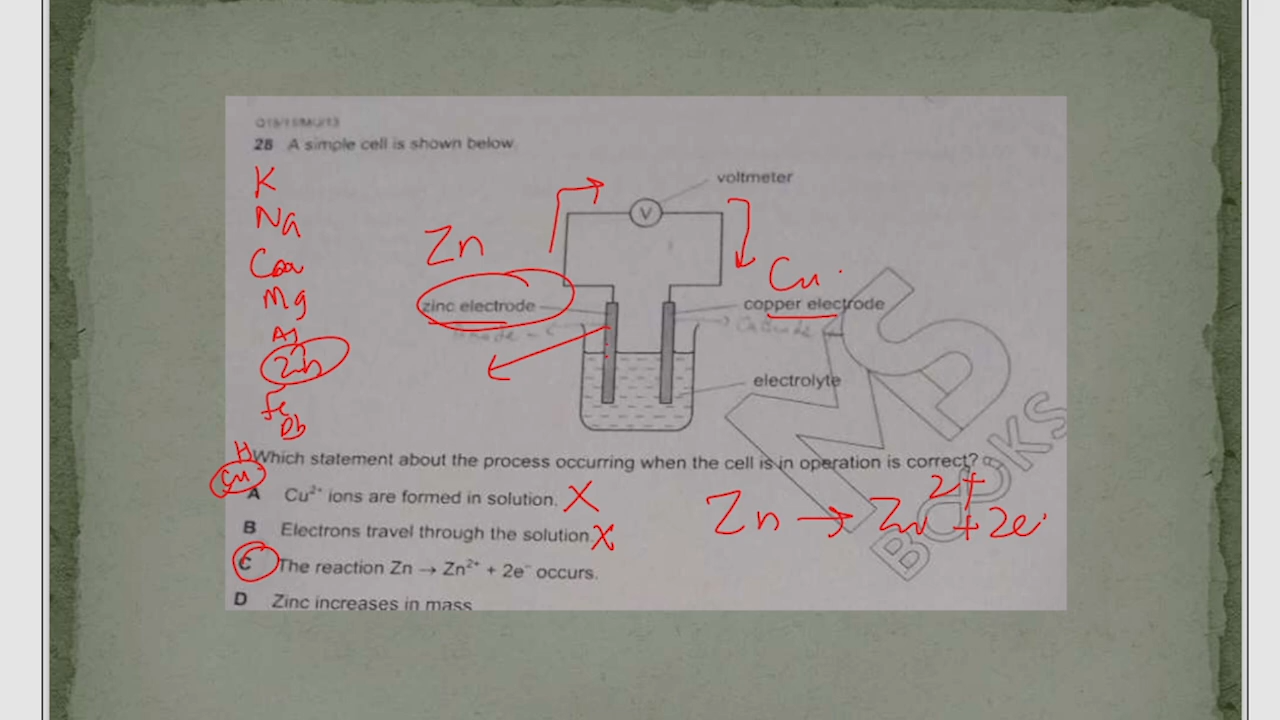 28 A simple cell is shown below.
K
Na
Mg
Al
Zn
Fe
Pb
H
Cu
voltmeter
V
Zn
Cu
zinc electrode
copper electrode
Cathode
electrolyte
MS BOOKS
Which statement about the process occurring when the cell is in operation is correct?
A Cu²⁺ ions are formed in solution. X
B Electrons travel through the solution. X
C The reaction Zn → Zn²⁺ + 2e⁻ occurs.
D Zinc increases in mass
Zn → Zn²⁺ + 2e⁻